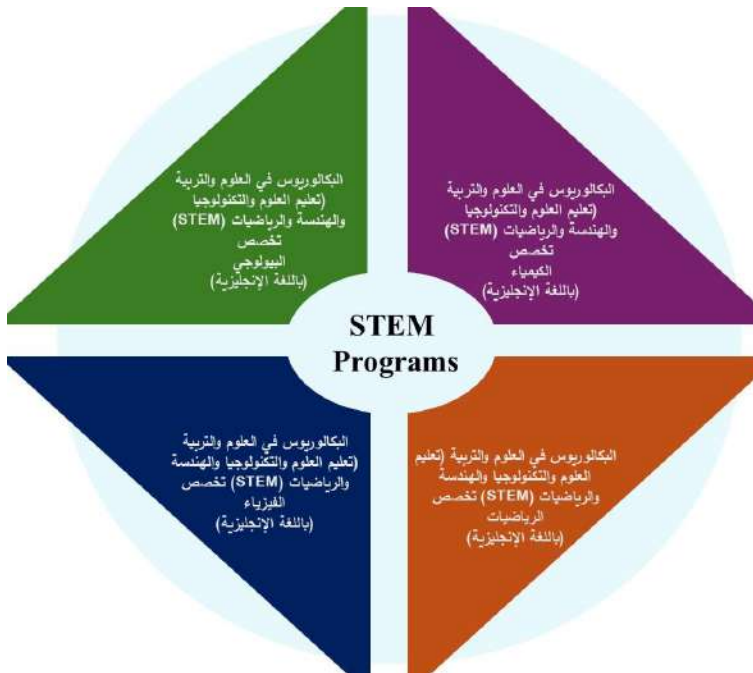 البكالوريوس في العلوم والتربية
(تعليم العلوم والتكنولوجيا
والهندسة والرياضيات (STEM)
تخصص
البيولوجي
(باللغة الإنجليزية)
البكالوريوس في العلوم والتربية
(تعليم العلوم والتكنولوجيا
والهندسة والرياضيات (STEM)
تخصص
الكيمياء
(باللغة الإنجليزية)
STEM
Programs
البكالوريوس في العلوم والتربية
(تعليم العلوم والتكنولوجيا والهندسة
والرياضيات (STEM) تخصص
الفيزياء
(باللغة الإنجليزية)
البكالوريوس في العلوم والتربية (تعليم
العلوم والتكنولوجيا والهندسة
والرياضيات (STEM) تخصص
الرياضيات
(باللغة الإنجليزية)